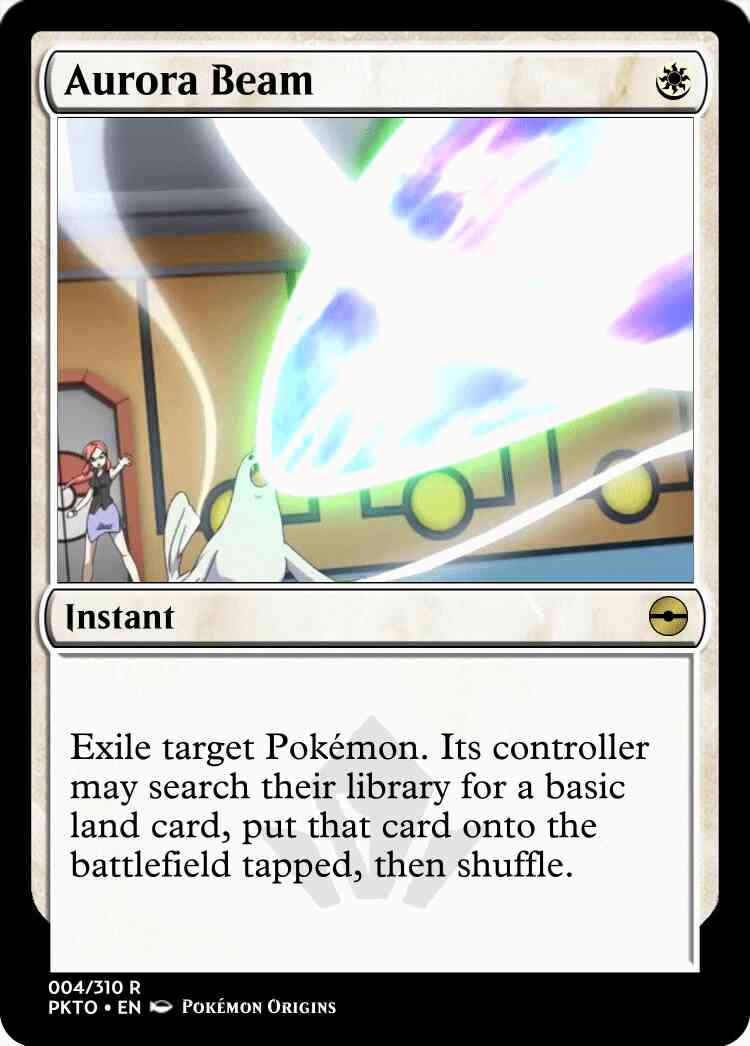 Aurora Beam
Instant
Exile target Pokémon. Its controller
may search their library for a basic
land card, put that card onto the
battlefield tapped, then shuffle.
004/310 R
PKTO • EN Pokémon Origins